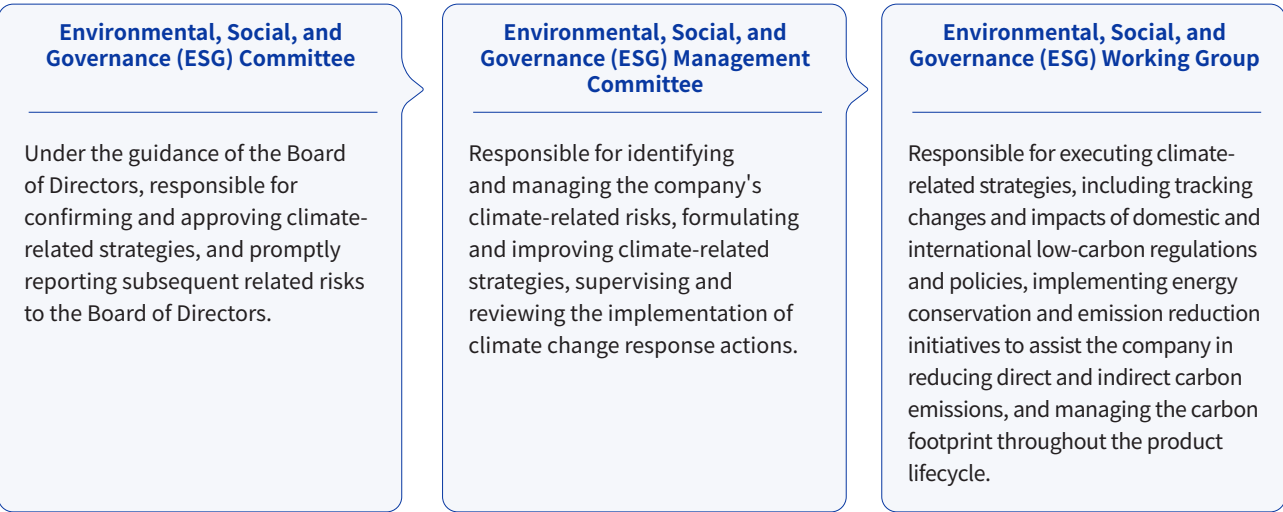 Environmental, Social, and
Governance (ESG) Committee
Under the guidance of the Board
of Directors, responsible for
confirming and approving climate-
related strategies, and promptly
reporting subsequent related risks
to the Board of Directors.
Environmental, Social, and
Governance (ESG) Management
Committee
Responsible for identifying
and managing the company's
climate-related risks, formulating
and improving climate-related
strategies, supervising and
reviewing the implementation of
climate change response actions.
Environmental, Social, and
Governance (ESG) Working Group
Responsible for executing climate-
related strategies, including tracking
changes and impacts of domestic and
international low-carbon regulations
and policies, implementing energy
conservation and emission reduction
initiatives to assist the company in
reducing direct and indirect carbon
emissions, and managing the carbon
footprint throughout the product
lifecycle.